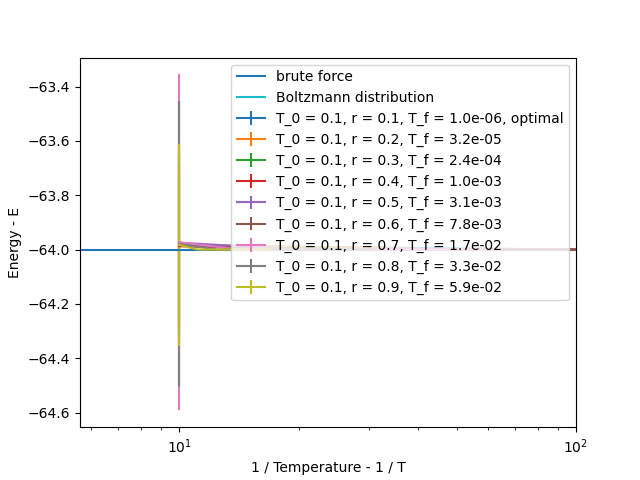 brute force
Boltzmann distribution
T_0 = 0.1, r = 0.1, T_f = 1.0e-06, optimal
T_0 = 0.1, r = 0.2, T_f = 3.2e-05
T_0 = 0.1, r = 0.3, T_f = 2.4e-04
T_0 = 0.1, r = 0.4, T_f = 1.0e-03
T_0 = 0.1, r = 0.5, T_f = 3.1e-03
T_0 = 0.1, r = 0.6, T_f = 7.8e-03
T_0 = 0.1, r = 0.7, T_f = 1.7e-02
T_0 = 0.1, r = 0.8, T_f = 3.3e-02
T_0 = 0.1, r = 0.9, T_f = 5.9e-02
−63.4
−63.6
−63.8
−64.0
−64.2
−64.4
−64.6
Energy - E
10¹
10²
1 / Temperature - 1 / T